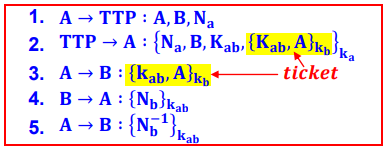 1. A → TTP : A, B, Nₐ
2. TTP → A : {Nₐ, B, Kₐb, {Kₐb, A}ₖb}ₖₐ
3. A → B : {kₐb, A}ₖb ticket
4. B → A : {Nb}ₖₐb
5. A → B : {Nb⁻¹}ₖₐb